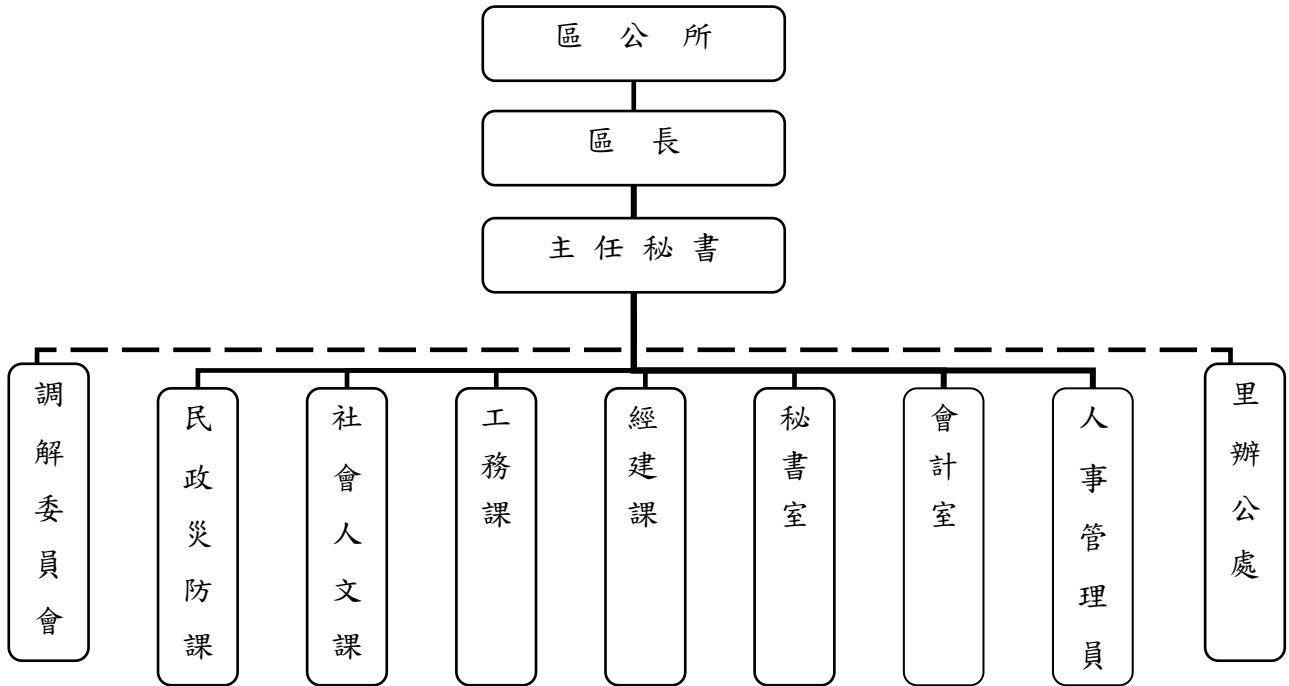 區公所
區長
主任秘書
調解委員會
民政災防課
社會人文課
工務課
經建課
秘書室
會計室
人事管理員
里辦公處